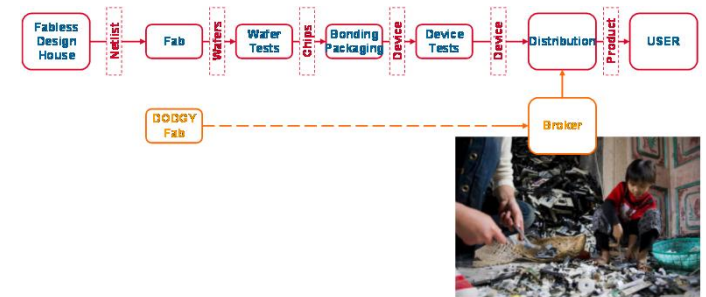 Fabless
Design
House
Netlist
Fab
Wafers
Wafer
Tests
Chips
Bonding
Packaging
Device
Device
Tests
Device
Distribution
Product
USER
DODGY
Fab
Broker